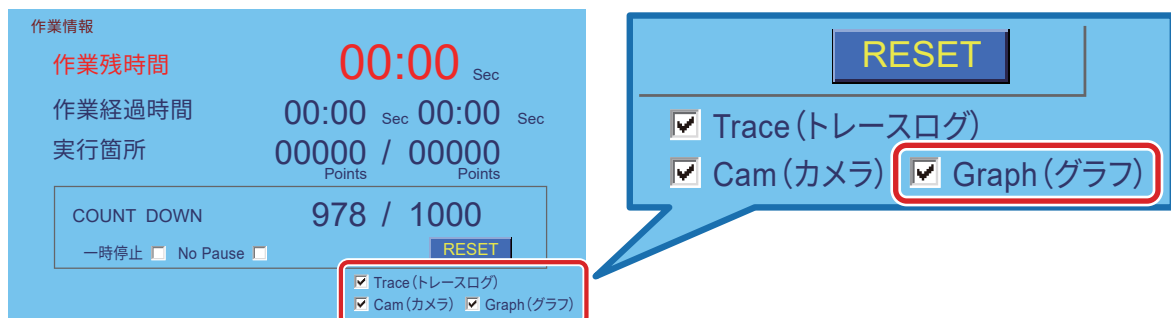 作業情報
作業残時間 00:00 Sec
作業経過時間 00:00 Sec 00:00 Sec
実行箇所 00000 / 00000
Points Points
COUNT DOWN 978 / 1000
一時停止 No Pause RESET
Trace(トレースログ)
Cam(カメラ) Graph(グラフ)
RESET
Trace(トレースログ)
Cam(カメラ) Graph(グラフ)